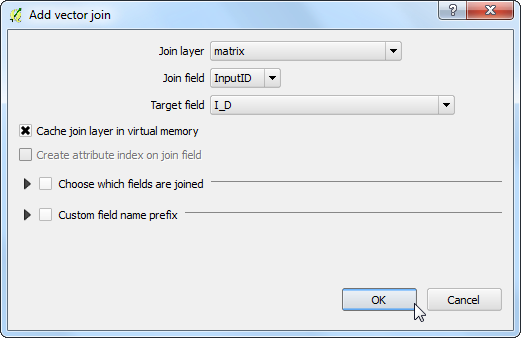 Add vector join
Join layer matrix
Join field InputID
Target field I_D
Cache join layer in virtual memory
Create attribute index on join field
Choose which fields are joined
Custom field name prefix
OK Cancel